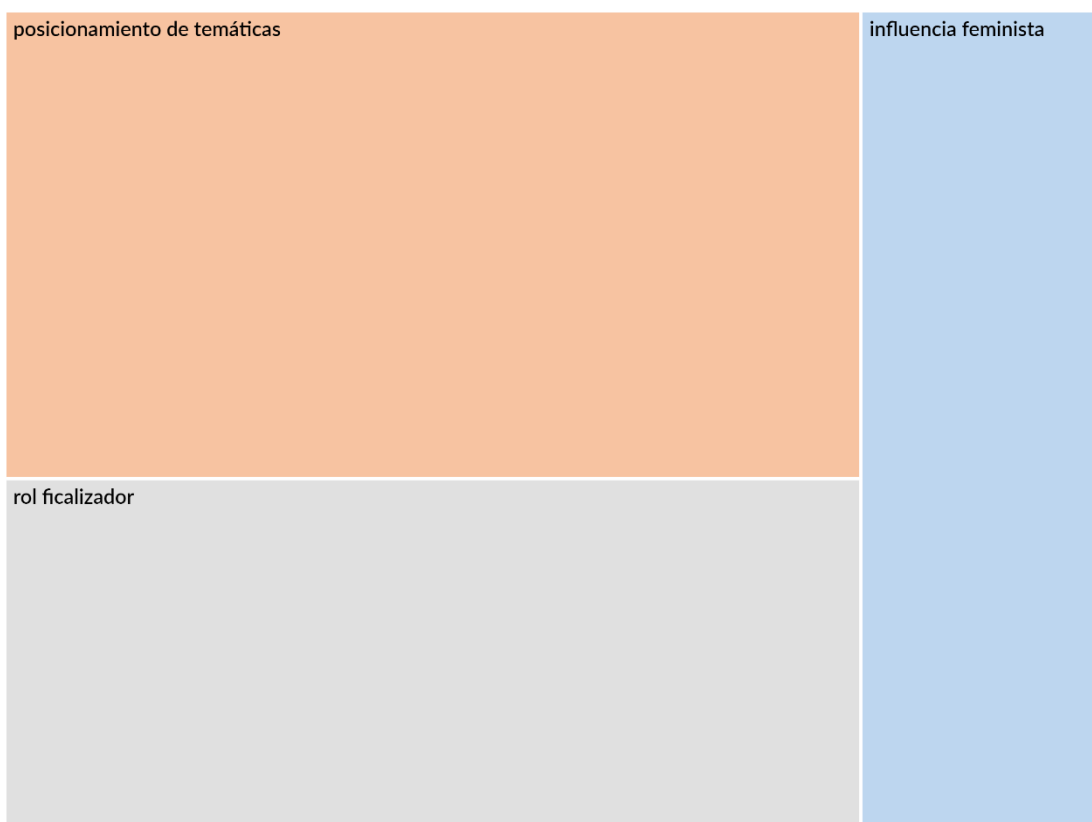 posicionamiento de temáticas
influencia feminista
rol ficalizador